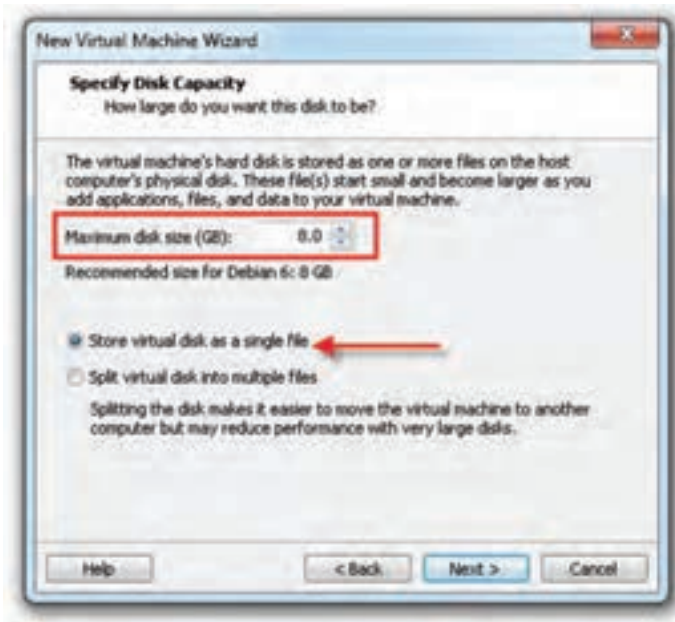 New Virtual Machine Wizard
Specify Disk Capacity
How large do you want this disk to be?
The virtual machine's hard disk is stored as one or more files on the host
computer's physical disk. These file(s) start small and become larger as you
add applications, files, and data to your virtual machine.
Maximum disk size (GB): 8.0
Recommended size for Debian 6: 8 GB
Store virtual disk as a single file
Split virtual disk into multiple files
Splitting the disk makes it easier to move the virtual machine to another
computer but may reduce performance with very large disks.
Help < Back Next > Cancel